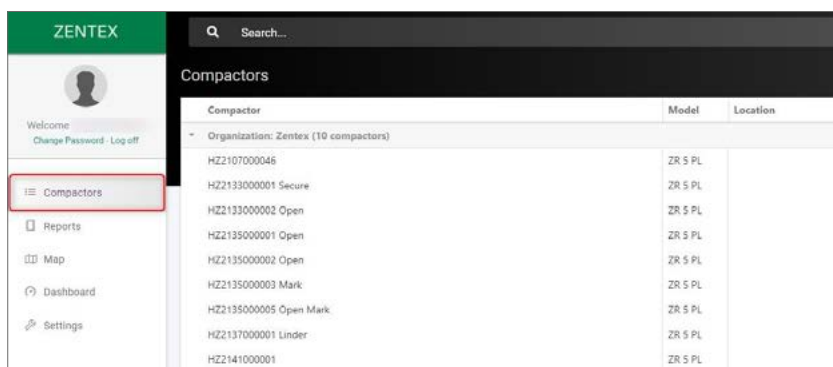 ZENTEX
Search...
Welcome
Change Password - Log off
Compactors
Reports
Map
Dashboard
Settings
Compactors
Compactor Model Location
Organization: Zentex (10 compactors)
HZ2107000046 ZR 5 PL
HZ2133000001 Secure ZR 5 PL
HZ2133000002 Open ZR 5 PL
HZ2135000001 Open ZR 5 PL
HZ2135000002 Open ZR 5 PL
HZ2135000003 Mark ZR 5 PL
HZ2135000005 Open Mark ZR 5 PL
HZ2137000001 Linder ZR 5 PL
HZ2141000001 ZR 5 PL